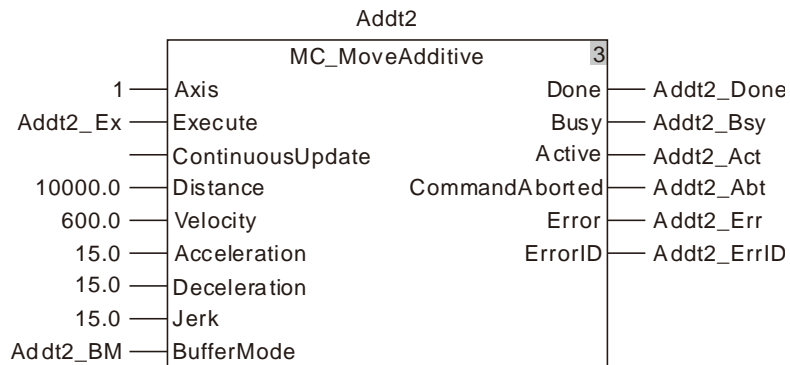 Addt2
MC_MoveAdditive 3
1 Axis Done Addt2_Done
Addt2_Ex Execute Busy Addt2_Bsy
ContinuousUpdate Active Addt2_Act
10000.0 Distance CommandAborted Addt2_Abt
600.0 Velocity Error Addt2_Err
15.0 Acceleration ErrorID Addt2_ErrID
15.0 Deceleration
15.0 Jerk
Addt2_BM BufferMode